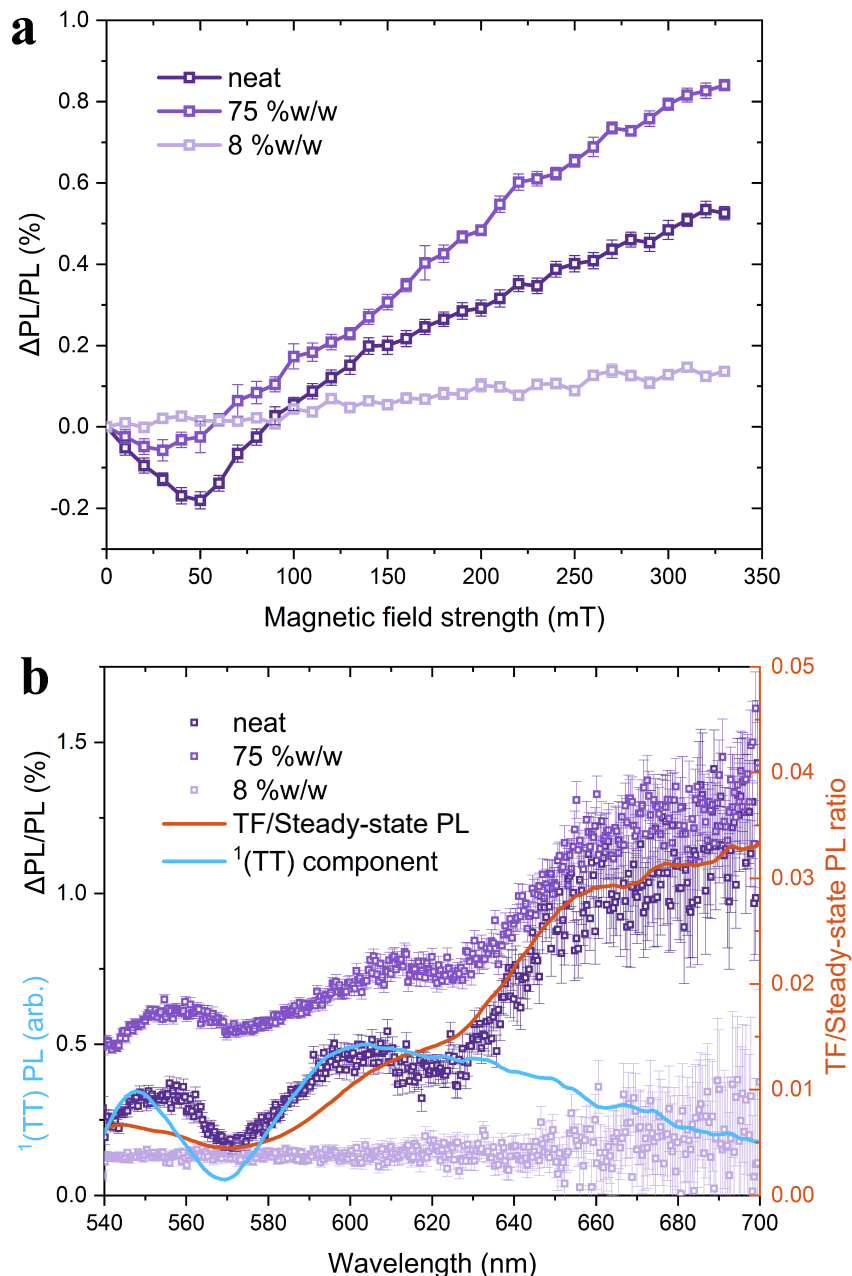 a
1.0
0.8
0.6
0.4
0.2
0.0
-0.2
ΔPL/PL (%)
neat
75 %w/w
8 %w/w
0 50 100 150 200 250 300 350
Magnetic field strength (mT)
b
1.5
1.0
0.5
0.0
ΔPL/PL (%)
¹(TT) PL (arb.)
neat
75 %w/w
8 %w/w
TF/Steady-state PL
¹(TT) component
0.05
0.04
0.03
0.02
0.01
0.00
TF/Steady-state PL ratio
540 560 580 600 620 640 660 680 700
Wavelength (nm)